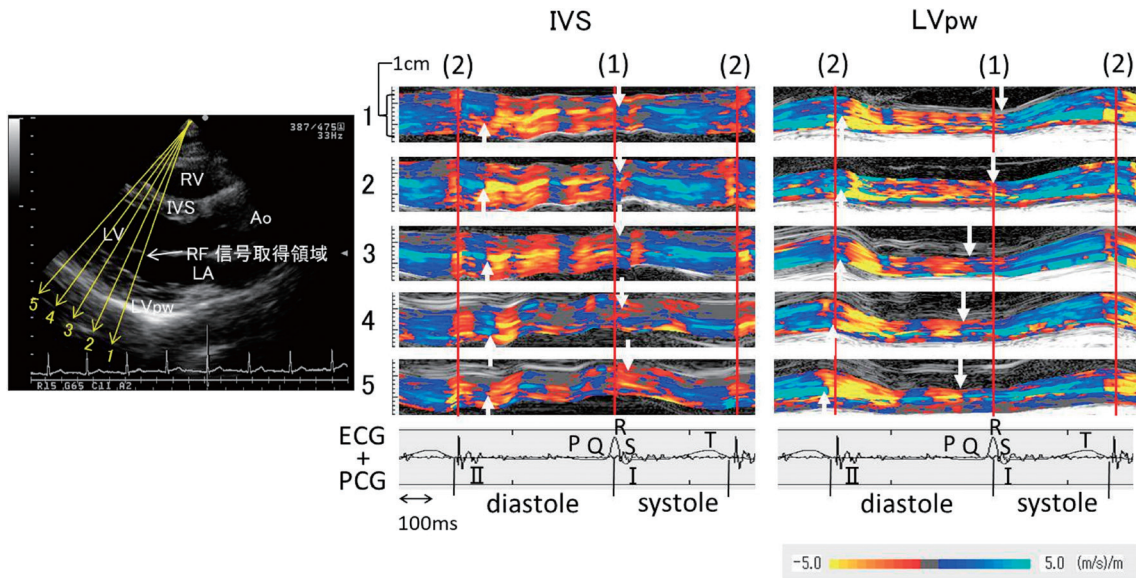 IVS
LVpw
1cm
(2)
(1)
(2)
(2)
(1)
(2)
1
2
3
4
5
387/475
33Hz
RV
IVS
Ao
LV
RF 信号取得領域
LA
LVpw
5
4
3
2
1
R15 G65 C11 A2
ECG
+
PCG
P Q R S T
II
I
diastole
systole
P Q R S T
II
I
diastole
systole
100ms
-5.0
5.0 (m/s)/m